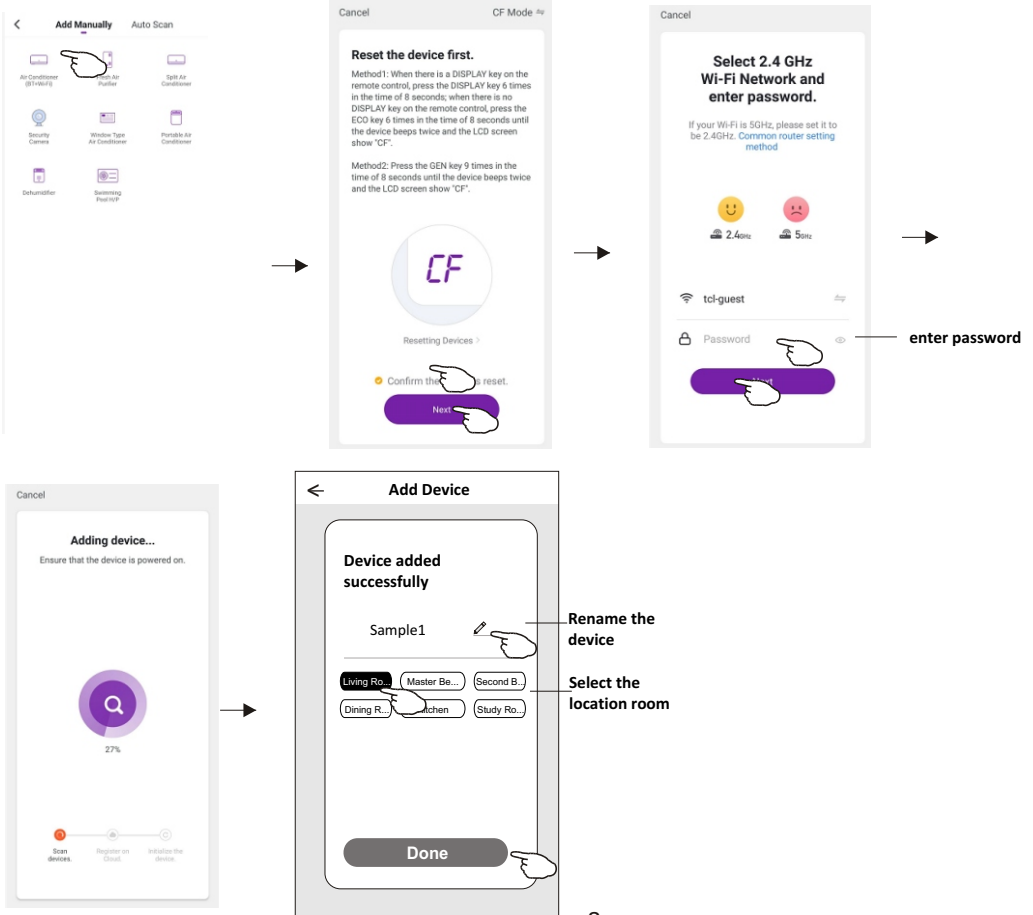 Add Manually Auto Scan
Air Conditioner
(BT+Wi-Fi)
Fresh Air
Purifier
Split Air
Conditioner
Security
Camera
Window Type
Air Conditioner
Portable Air
Conditioner
Dehumidifier
Swimming
Pool H/P
Cancel CF Mode
Reset the device first.
Method1: When there is a DISPLAY key on the
remote control, press the DISPLAY key 6 times
in the time of 8 seconds; when there is no
DISPLAY key on the remote control, press the
ECO key 6 times in the time of 8 seconds until
the device beeps twice and the LCD screen
show "CF".
Method2: Press the GEN key 9 times in the
time of 8 seconds until the device beeps twice
and the LCD screen show "CF".
CF
Resetting Devices >
Confirm the s reset.
Next
Cancel
Select 2.4 GHz
Wi-Fi Network and
enter password.
If your Wi-Fi is 5GHz, please set it to
be 2.4GHz. Common router setting
method
2.4GHz 5GHz
tcl-guest
Password
enter password
Next
Cancel
Adding device...
Ensure that the device is powered on.
27%
Scan
devices.
Register on
Cloud.
Initialize the
device.
Add Device
Device added
successfully
Sample1
Rename the
device
Living Ro... Master Be... Second B...
Dining R... Kitchen Study Ro...
Select the
location room
Done